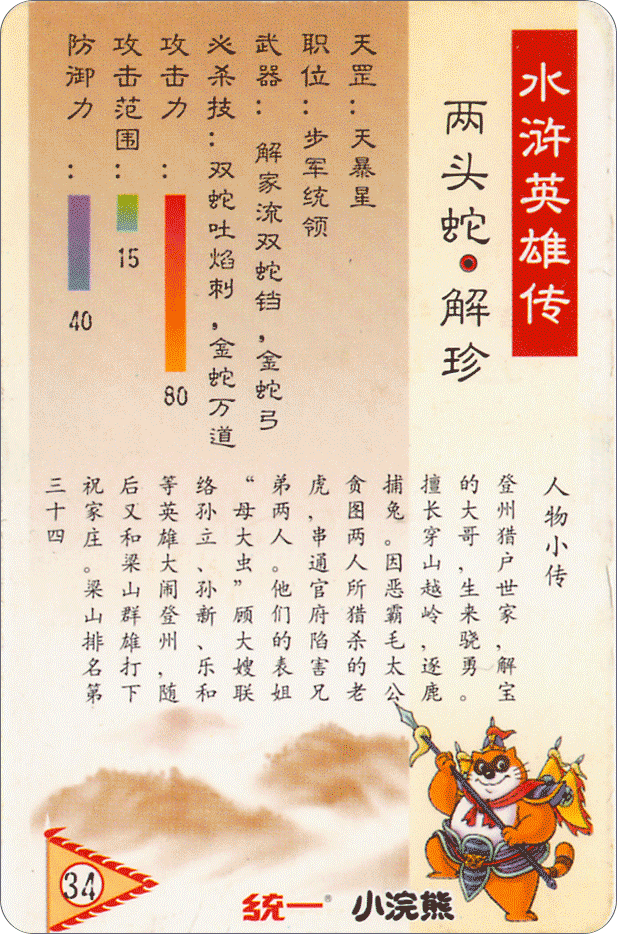 水浒英雄传
两头蛇·解珍
天罡：天暴星
职位：步军统领
武器：解家流双蛇铛，金蛇弓
必杀技：双蛇吐焰刺，金蛇万道
攻击力：
80
攻击范围：
15
防御力：
40
人物小传
登州猎户世家，解宝
的大哥，生来骁勇。
擅长穿山越岭，逐鹿
捕兔。因恶霸毛太公
贪图两人所猎杀的老
虎，串通官府陷害兄
弟两人。他们的表姐
“母大虫”顾大嫂联
络孙立、孙新、乐和
等英雄大闹登州，随
后又和梁山群雄打下
祝家庄。梁山排名第
三十四
34
统一® 小浣熊